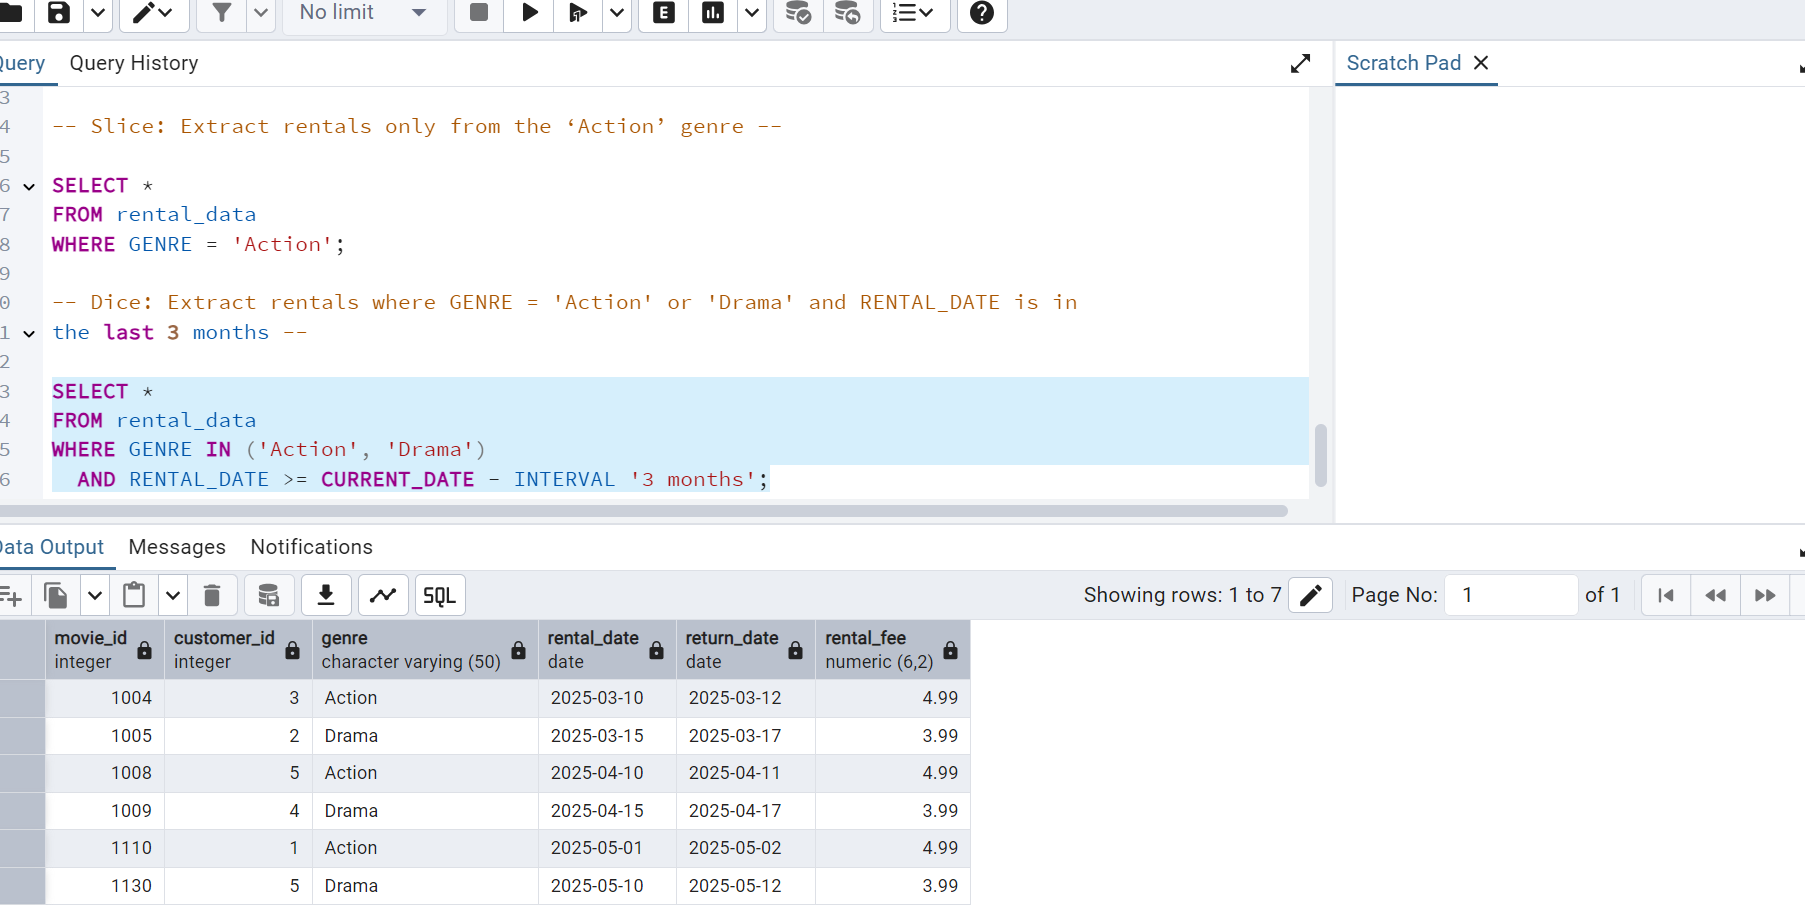 No limit
E
Query History
Scratch Pad
3
4 -- Slice: Extract rentals only from the ‘Action’ genre --
5
6 SELECT *
7 FROM rental_data
8 WHERE GENRE = 'Action';
9
0 -- Dice: Extract rentals where GENRE = 'Action' or 'Drama' and RENTAL_DATE is in
1 the last 3 months --
2
3 SELECT *
4 FROM rental_data
5 WHERE GENRE IN ('Action', 'Drama')
6 AND RENTAL_DATE >= CURRENT_DATE - INTERVAL '3 months';
Data Output Messages Notifications
SQL Showing rows: 1 to 7 Page No: 1 of 1
movie_id customer_id genre rental_date return_date rental_fee
integer integer character varying (50) date date numeric (6,2)
1004 3 Action 2025-03-10 2025-03-12 4.99
1005 2 Drama 2025-03-15 2025-03-17 3.99
1008 5 Action 2025-04-10 2025-04-11 4.99
1009 4 Drama 2025-04-15 2025-04-17 3.99
1110 1 Action 2025-05-01 2025-05-02 4.99
1130 5 Drama 2025-05-10 2025-05-12 3.99